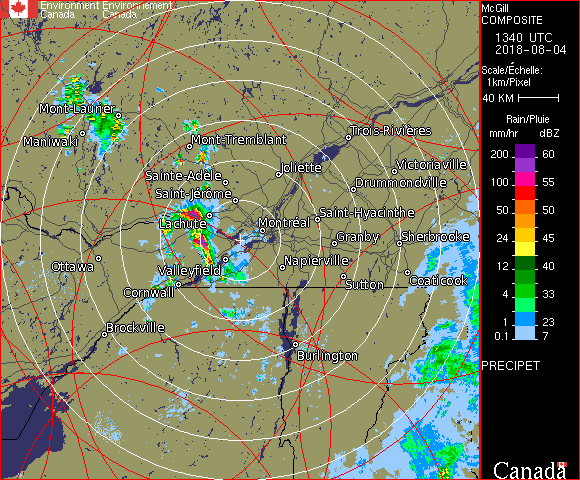 Environment Environnement
Canada Canada
McGill
COMPOSITE
1340 UTC
2018-08-04
Scale/Échelle:
1km/Pixel
40 KM
Rain/Pluie
mm/hr dBZ
200 60
100 55
50 50
24 45
12 40
4 33
1 23
0.1 7
PRECIPET
Canada
Mont-Laurier
Maniwaki
Mont-Tremblant
Trois-Rivières
Sainte-Adèle
Joliette
Victoriaville
Drummondville
Saint-Jérôme
Lachute
Montréal
Saint-Hyacinthe
Granby
Sherbrooke
Ottawa
Valleyfield
Napierville
Cornwall
Sutton
Coaticook
Brockville
Burlington